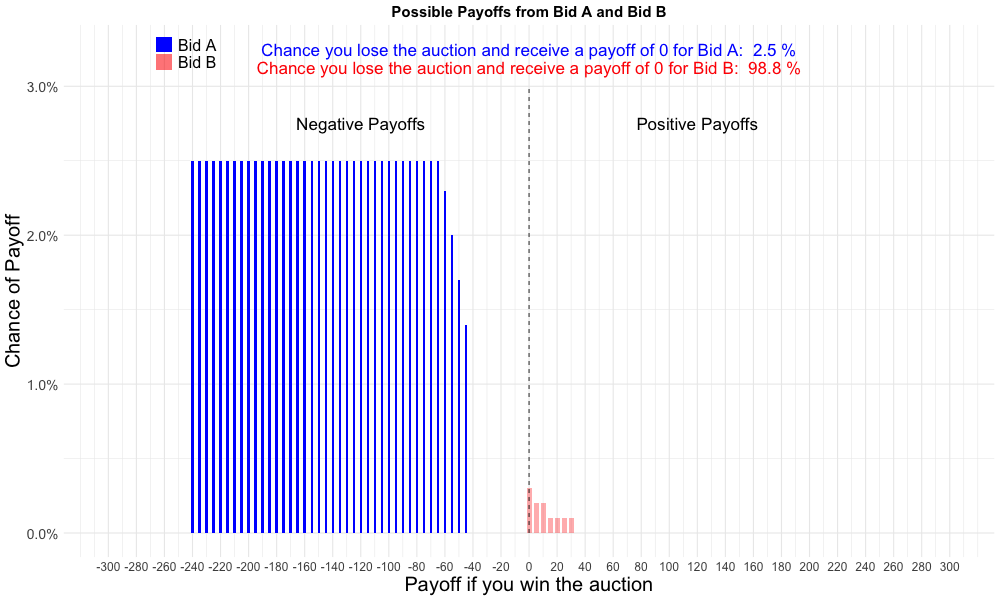 Possible Payoffs from Bid A and Bid B
Bid A
Bid B
Chance you lose the auction and receive a payoff of 0 for Bid A:  2.5 %
Chance you lose the auction and receive a payoff of 0 for Bid B:  98.8 %
Negative Payoffs
Positive Payoffs
Chance of Payoff
3.0%
2.0%
1.0%
0.0%
-300 -280 -260 -240 -220 -200 -180 -160 -140 -120 -100 -80 -60 -40 -20 0 20 40 60 80 100 120 140 160 180 200 220 240 260 280 300
Payoff if you win the auction